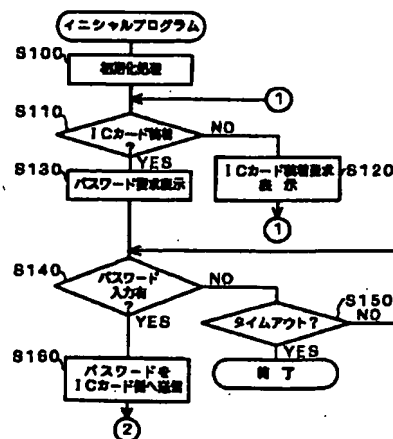 イニシャルプログラム
S100
初期化処理
①
S110
ICカード装着
?
NO
YES
S130
パスワード要求表示
ICカード装着要求
表示
S120
①
S140
パスワード
入力有
?
NO
YES
S150
タイムアウト?
NO
YES
S160
パスワードを
ICカード側へ送信
終了
②